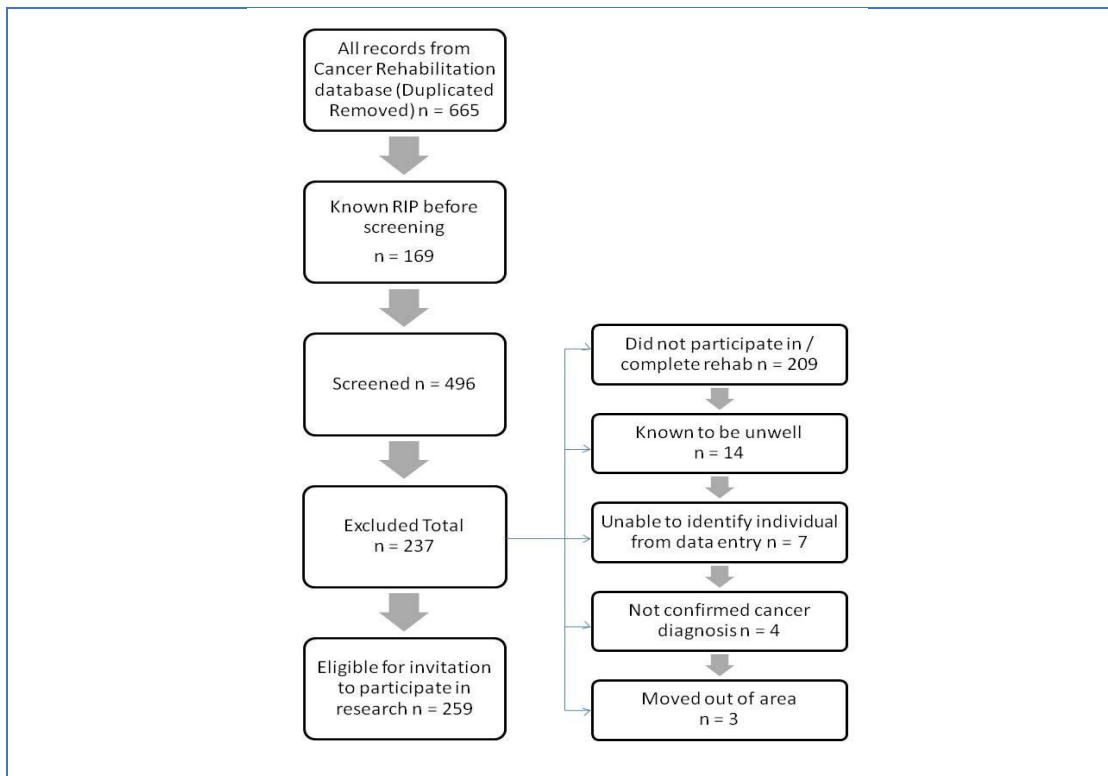 All records from
Cancer Rehabilitation
database (Duplicated
Removed) n = 665
Known RIP before
screening
n = 169
Screened n = 496
Excluded Total
n = 237
Eligible for invitation
to participate in
research n = 259
Did not participate in /
complete rehab n = 209
Known to be unwell
n = 14
Unable to identify individual
from data entry n = 7
Not confirmed cancer
diagnosis n = 4
Moved out of area
n = 3